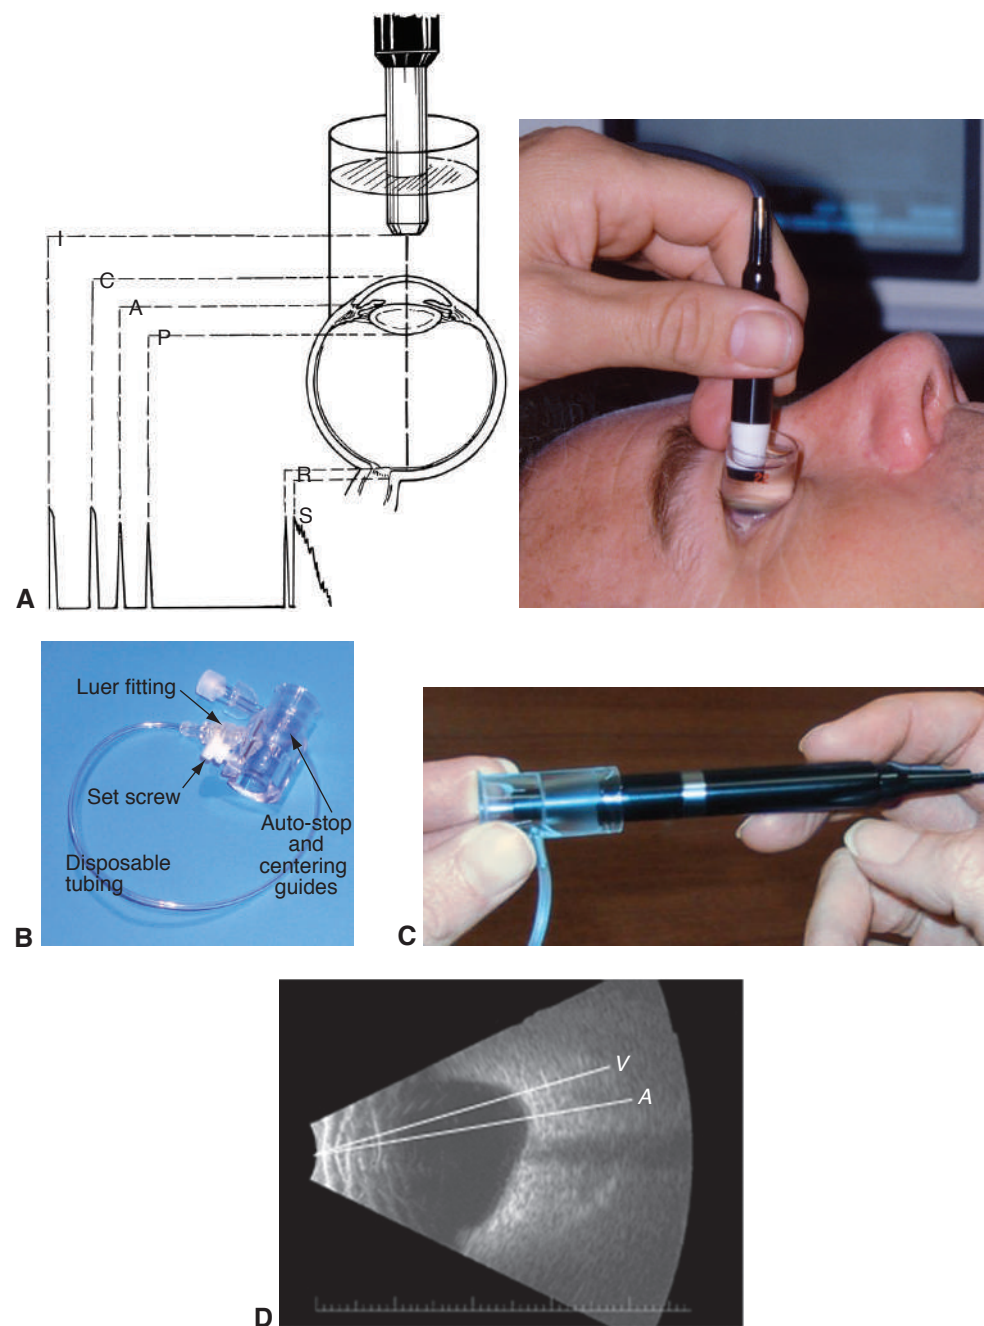 I
C
A
P
R
S
A
Luer fitting
Set screw
Auto-stop
and
centering
guides
Disposable
tubing
B
C
V
A
D